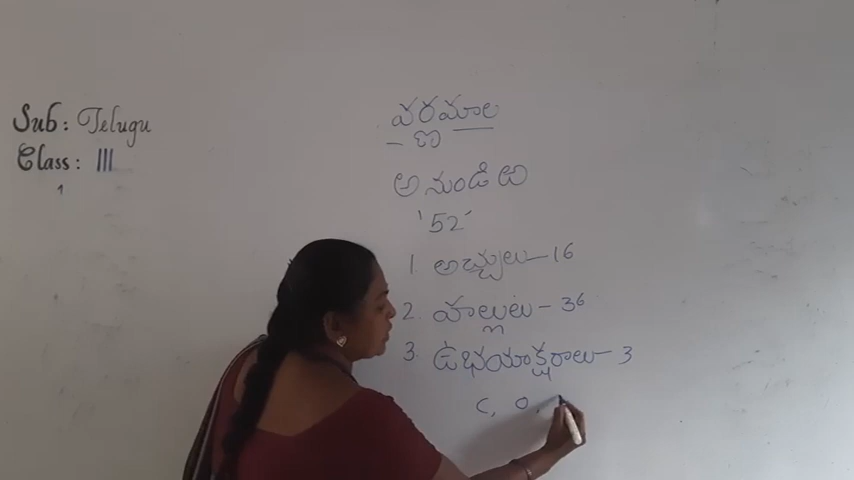 Sub: Telugu
Class: III
వర్ణమాల
అ నుండి ఱ
'52'
1. అచ్చులు - 16
2. హల్లులు - 36
3. ఉభయాక్షరాలు - 3
c, o,